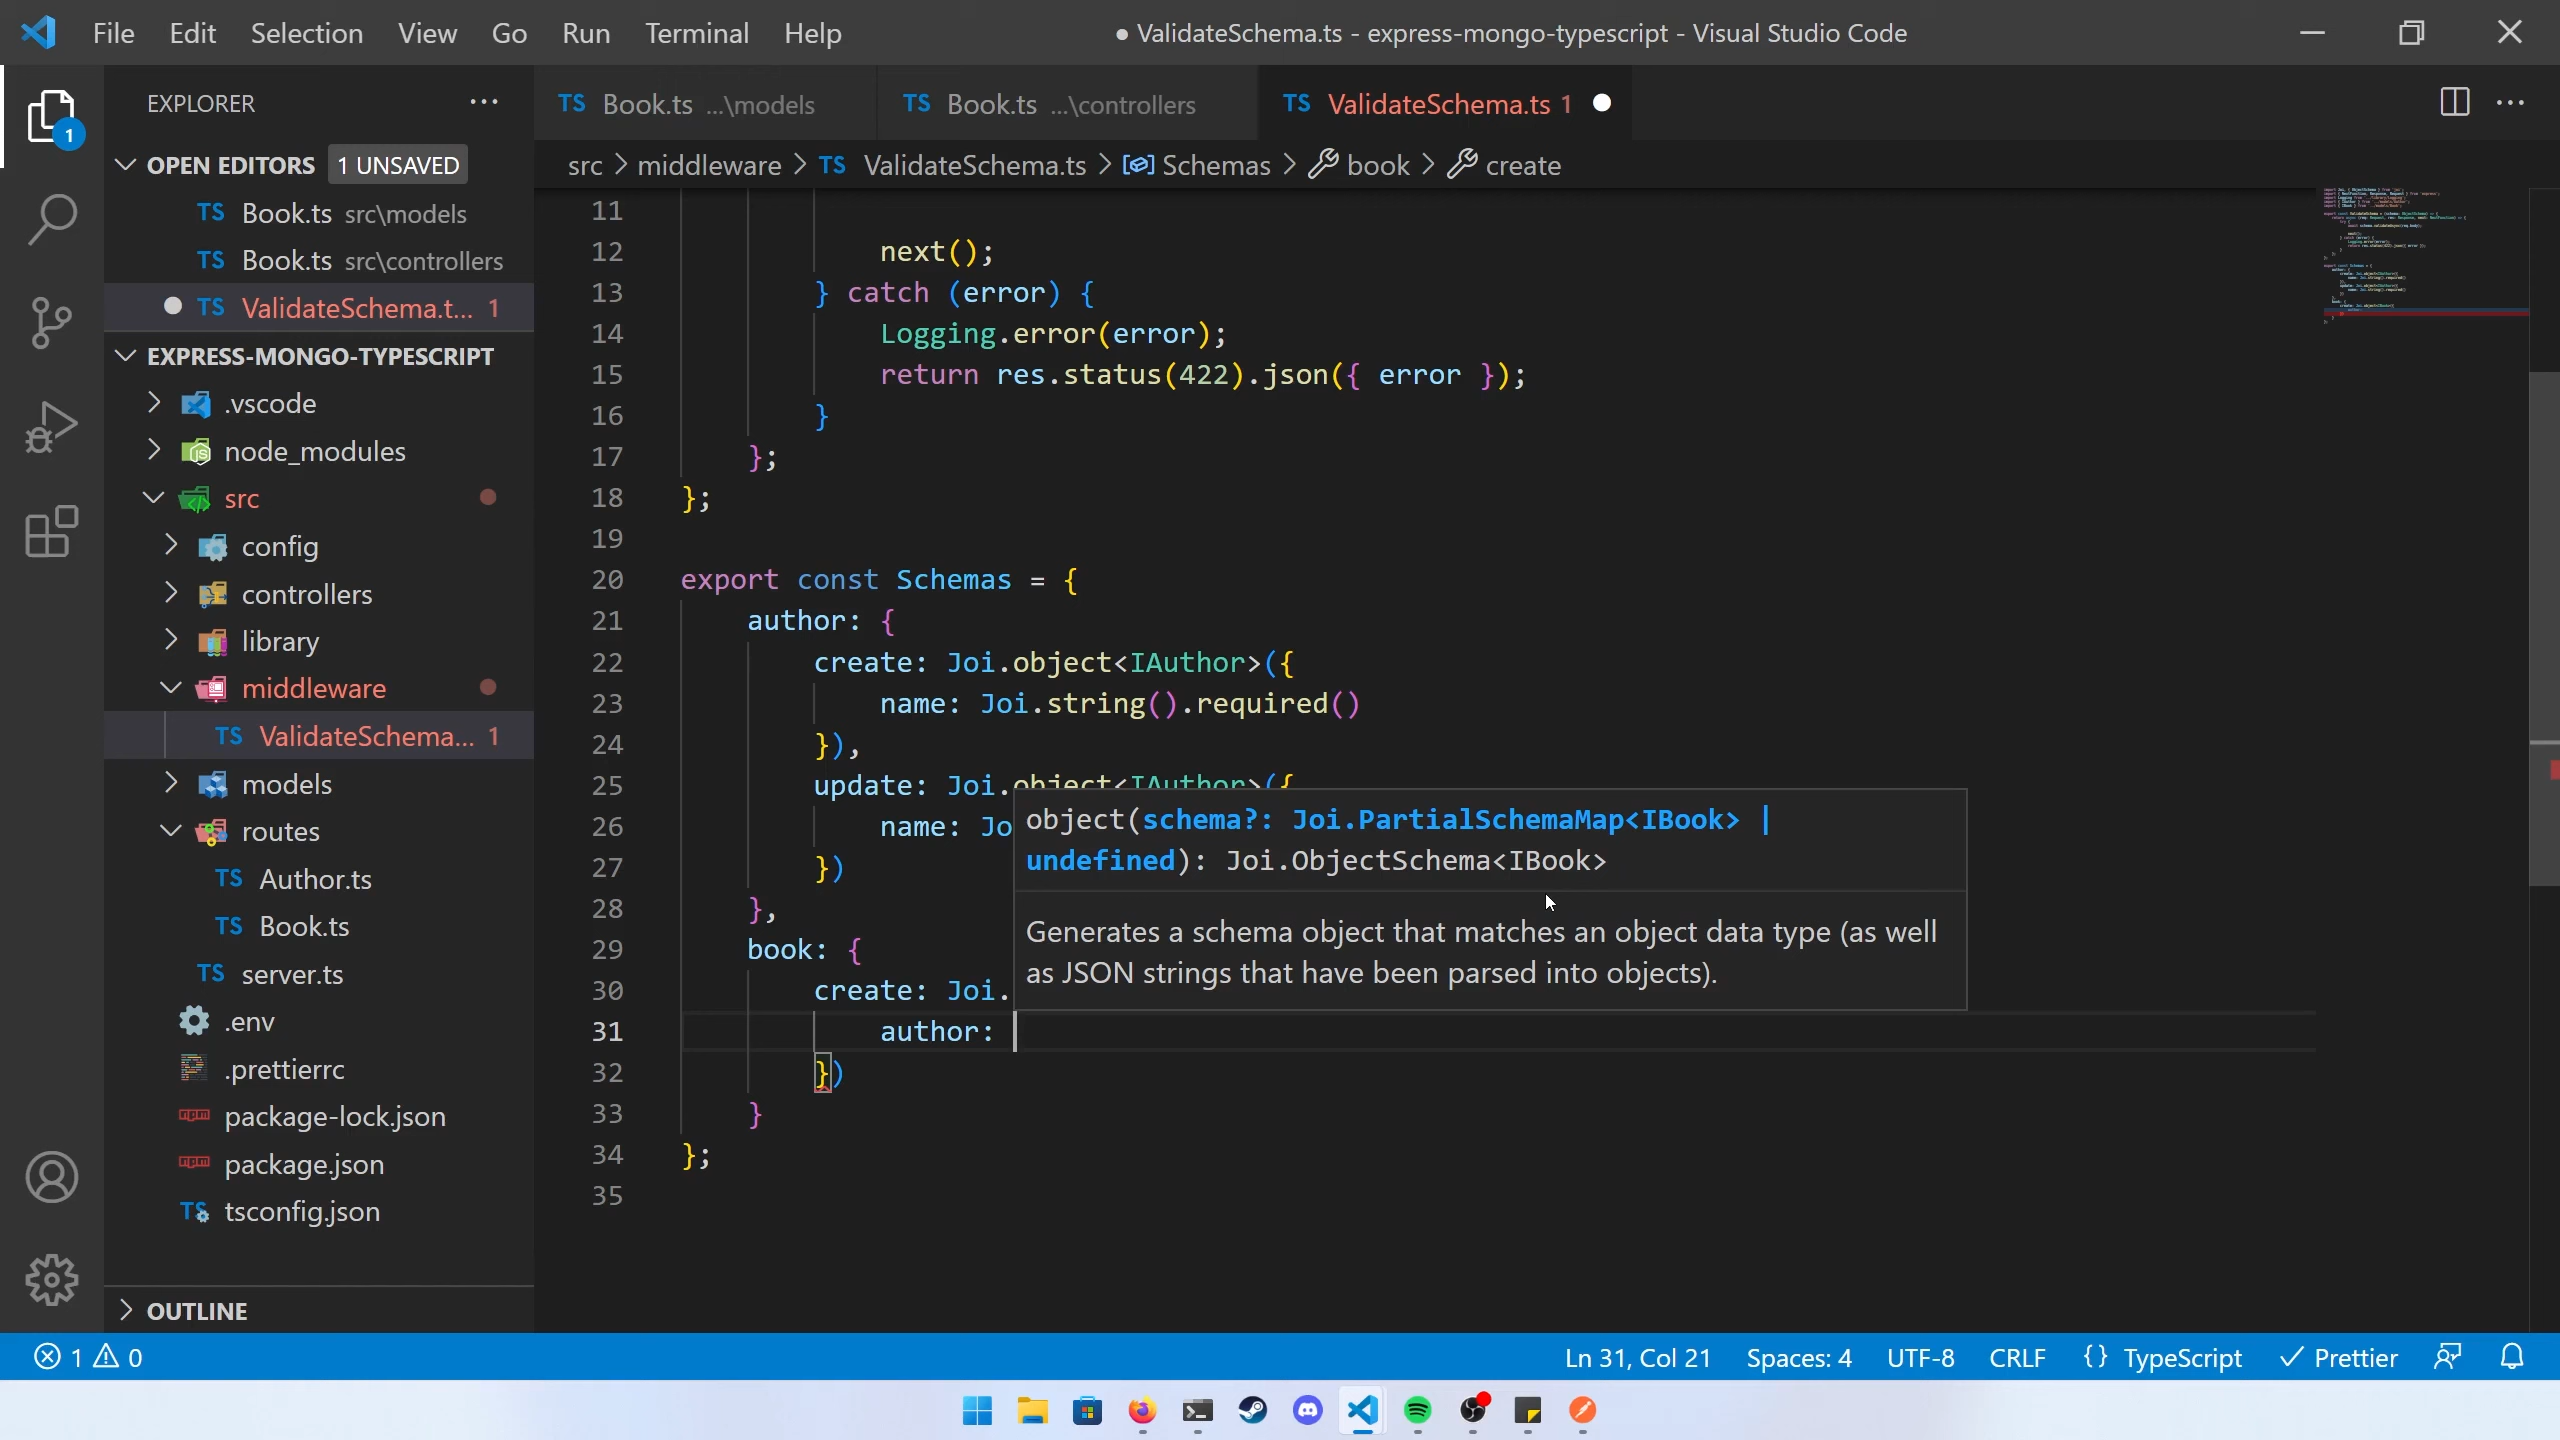 File Edit Selection View Go Run Terminal Help
● ValidateSchema.ts - express-mongo-typescript - Visual Studio Code
EXPLORER
TS Book.ts ...\models
TS Book.ts ...\controllers
TS ValidateSchema.ts 1
OPEN EDITORS 1 UNSAVED
TS Book.ts src\models
TS Book.ts src\controllers
TS ValidateSchema.t... 1
EXPRESS-MONGO-TYPESCRIPT
.vscode
node_modules
src
config
controllers
library
middleware
TS ValidateSchema... 1
models
routes
TS Author.ts
TS Book.ts
TS server.ts
.env
.prettierrc
package-lock.json
package.json
TS tsconfig.json
OUTLINE
1
src > middleware > TS ValidateSchema.ts > Schemas > book > create
11
12 next();
13 } catch (error) {
14 Logging.error(error);
15 return res.status(422).json({ error });
16 }
17 };
18 };
19
20 export const Schemas = {
21 author: {
22 create: Joi.object<IAuthor>({
23 name: Joi.string().required()
24 }),
25 update: Joi.object<IAuthor>({
26 name: Jo
27 })
28 },
29 book: {
30 create: Joi.
31 author:
32 })
33 }
34 };
35
object(schema?: Joi.PartialSchemaMap<IBook> |
undefined): Joi.ObjectSchema<IBook>
Generates a schema object that matches an object data type (as well
as JSON strings that have been parsed into objects).
1 0
Ln 31, Col 21 Spaces: 4 UTF-8 CRLF {} TypeScript Prettier